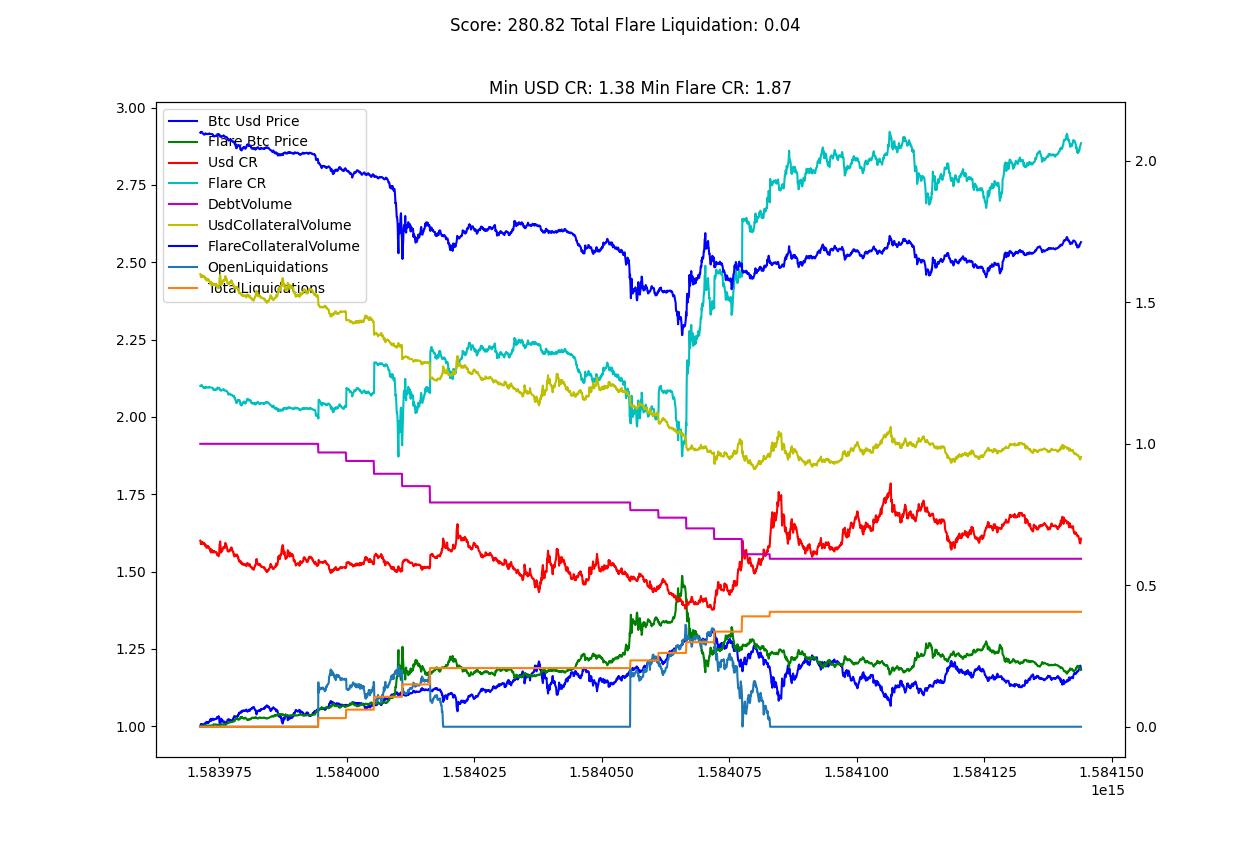 Score: 280.82 Total Flare Liquidation: 0.04
Min USD CR: 1.38 Min Flare CR: 1.87
3.00
2.75
2.50
2.25
2.00
1.75
1.50
1.25
1.00
Btc Usd Price
Flare Btc Price
Usd CR
Flare CR
DebtVolume
UsdCollateralVolume
FlareCollateralVolume
OpenLiquidations
TotalLiquidations
2.0
1.5
1.0
0.5
0.0
1.583975 1.584000 1.584025 1.584050 1.584075 1.584100 1.584125 1.584150
1e15